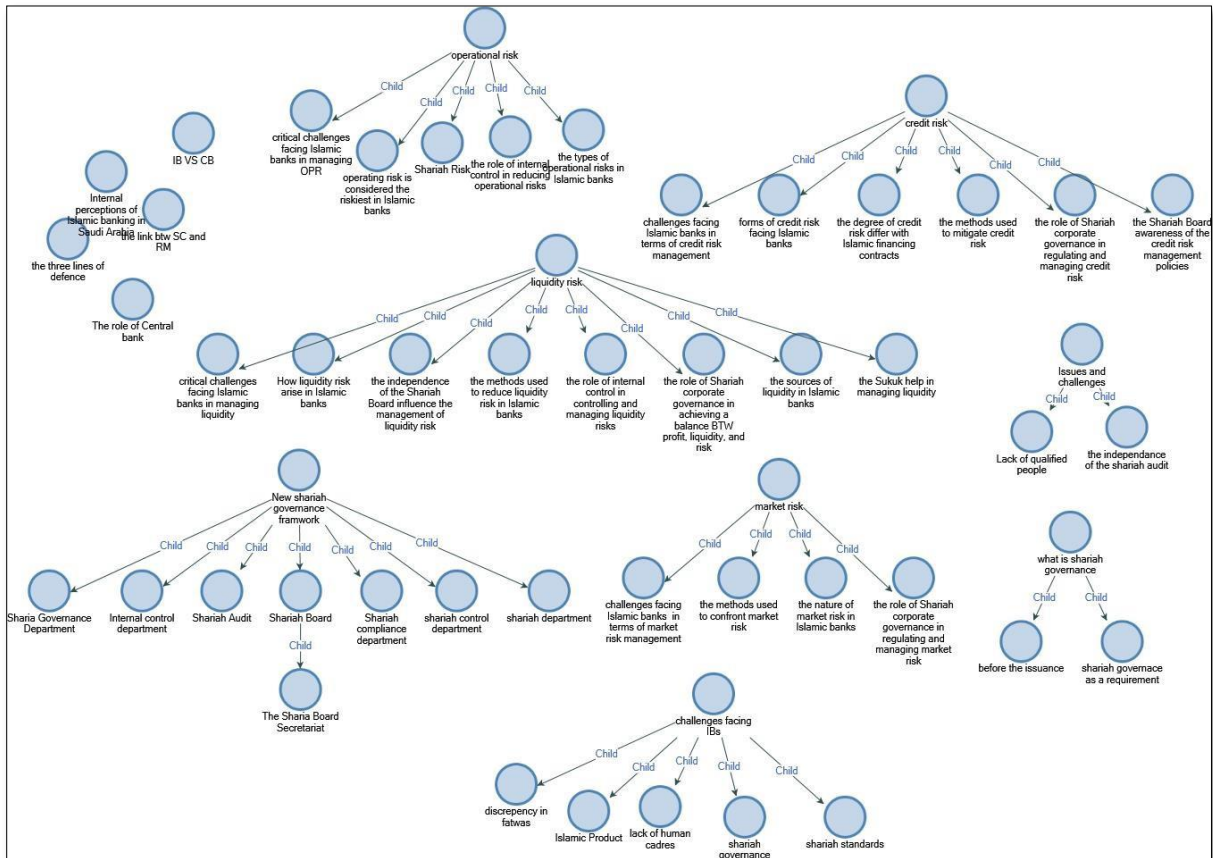 operational risk
Child
Child
Child
Child
Child
critical challenges
facing Islamic
banks in
managing OPR
operating risk is
considered the
riskiest in Islamic
banks
Shariah Risk
the role of internal
control in reducing
operational risks
the types of
operational risks in
Islamic banks
IB VS CB
Internal
perceptions of
Islamic banking in
Saudi Arabia
the link btw SC and
RM
the three lines of
defence
The role of Central
bank
credit risk
Child
Child
Child
Child
Child
Child
challenges facing
Islamic banks in
terms of credit risk
management
forms of credit risk
facing Islamic
banks
the degree of credit
risk differ with
Islamic financing
contracts
the methods used
to mitigate credit
risk
the role of Shariah
corporate
governance in
regulating and
managing credit
risk
the Shariah Board
awareness of the
credit risk
management
policies
liquidity risk
Child
Child
Child
Child
Child
Child
Child
Child
critical challenges
facing Islamic
banks in managing
liquidity
How liquidity risk
arise in Islamic
banks
the independence
of the Shariah
Board influence the
management of
liquidity risk
the methods used
to reduce liquidity
risk in Islamic
banks
the role of internal
control in
controlling and
managing liquidity
risks
the role of Shariah
corporate
governance in
achieving a
balance BTW
profit, liquidity, and
risk
the sources of
liquidity in Islamic
banks
the Sukuk help in
managing liquidity
Issues and
challenges
Child
Child
Lack of qualified
people
the independance
of the shariah audit
New shariah
governance
framwork
Child
Child
Child
Child
Child
Child
Child
Sharia Governance
Department
Internal control
department
Shariah Audit
Shariah Board
Shariah
compliance
department
shariah control
department
shariah department
Child
The Sharia Board
Secretariat
market risk
Child
Child
Child
Child
challenges facing
Islamic banks in
terms of market
risk management
the methods used
to confront market
risk
the nature of
market risk in
Islamic banks
the role of Shariah
corporate
governance in
regulating and
managing market
risk
what is shariah
governance
Child
Child
before the issuance
shariah governace
as a requirement
challenges facing
IBs
Child
Child
Child
Child
Child
discrepency in
fatwas
Islamic Product
lack of human
cadres
shariah
governance
shariah standards